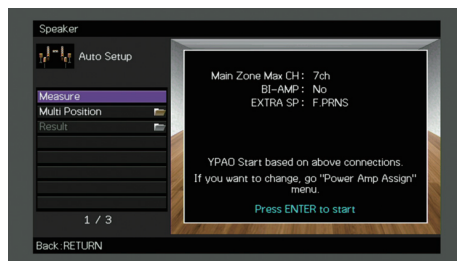 Speaker
Auto Setup
Measure
Multi Position
Result
1 / 3
Back:RETURN
Main Zone Max CH: 7ch
BI-AMP: No
EXTRA SP: F.PRNS
YPAO Start based on above connections.
If you want to change, go "Power Amp Assign"
menu.
Press ENTER to start